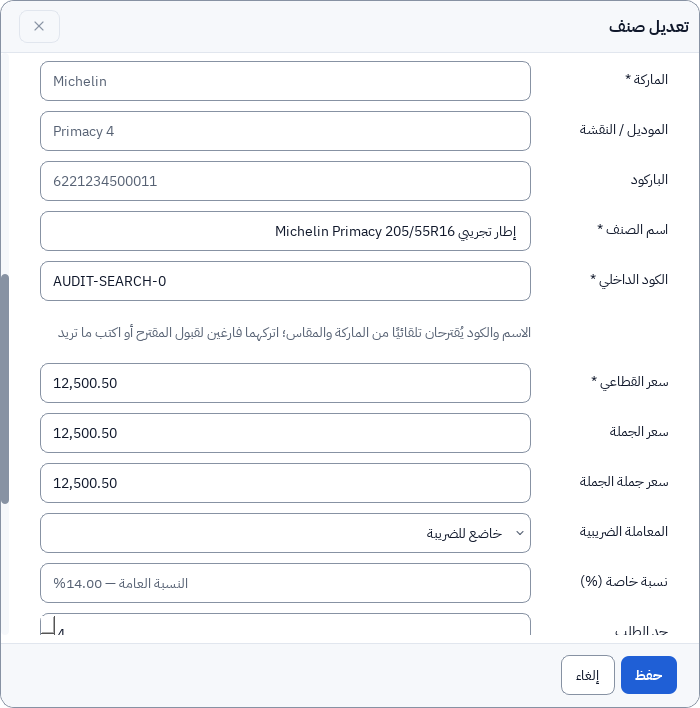 تعديل صنف
الماركة *
Michelin
الموديل / النقشة
Primacy 4
الباركود
6221234500011
اسم الصنف *
إطار تجريبي Michelin Primacy 205/55R16
الكود الداخلي *
AUDIT-SEARCH-0
الاسم والكود يُقترحان تلقائيًا من الماركة والمقاس؛ اتركهما فارغين لقبول المقترح أو اكتب ما تريد
سعر القطاعي *
12,500.50
سعر الجملة
12,500.50
سعر جملة الجملة
12,500.50
المعاملة الضريبية
خاضع للضريبة
نسبة خاصة (%)
النسبة العامة — 14.00%
حد الطلب
4
حفظ
إلغاء